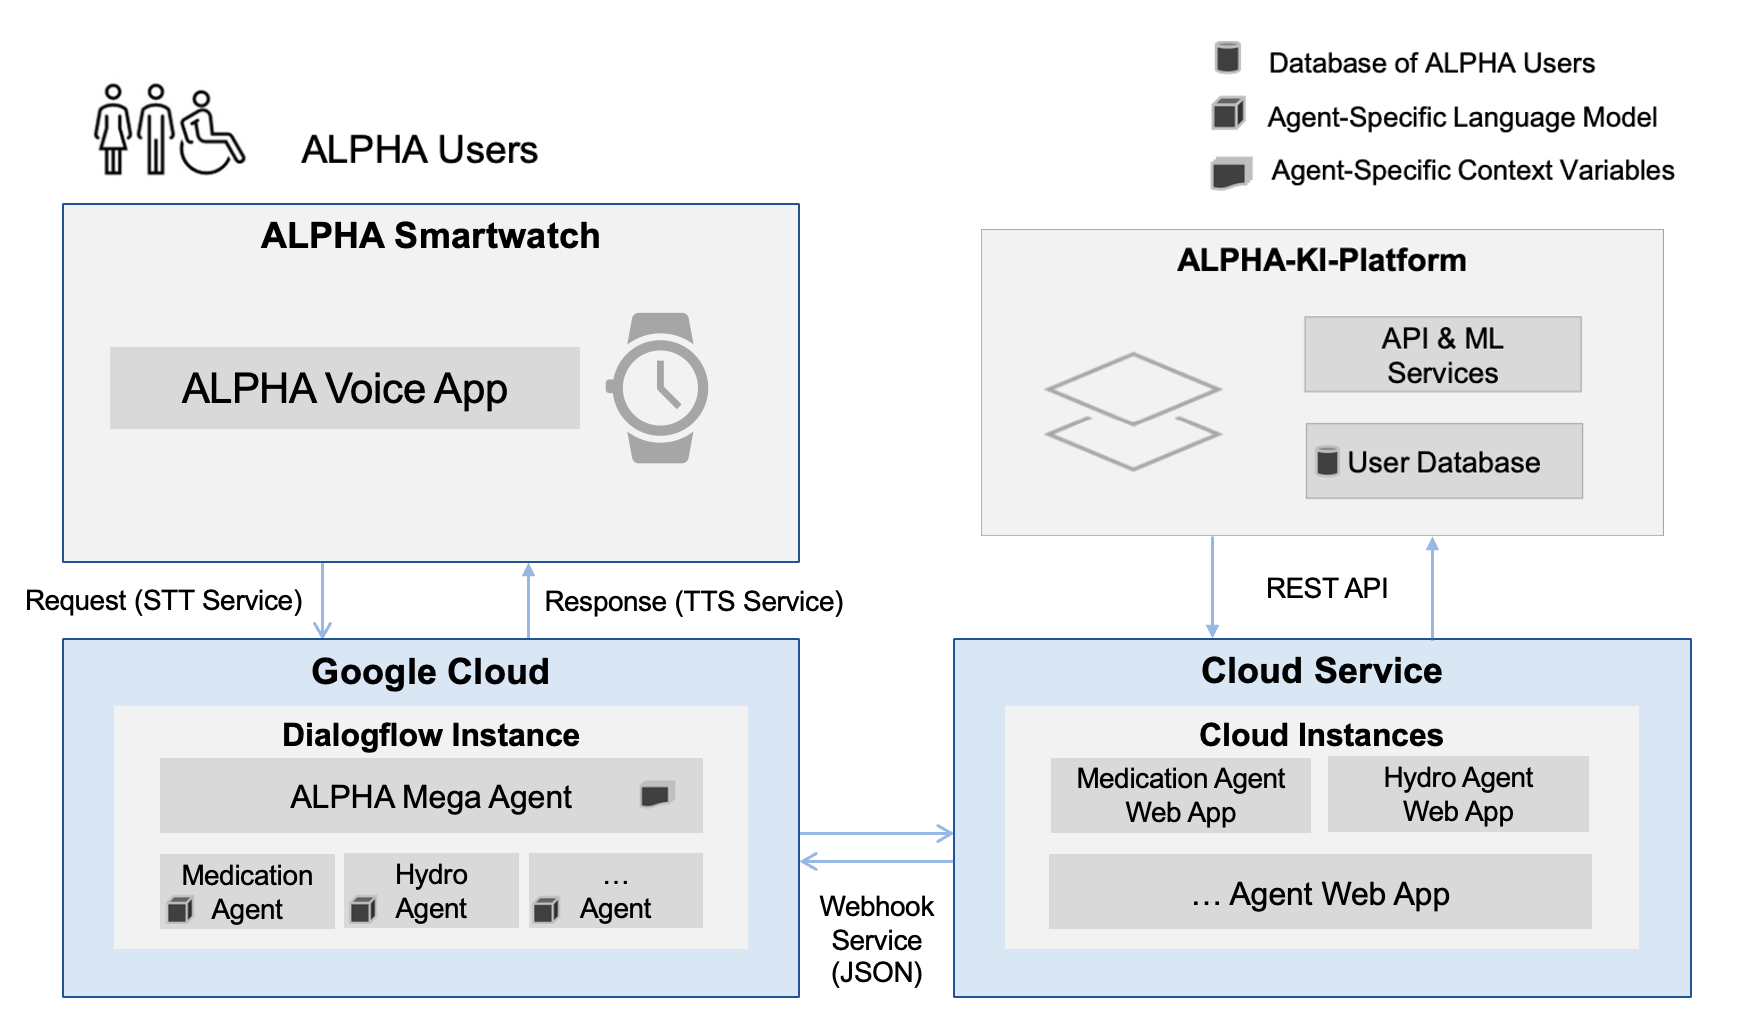 ALPHA Users
Database of ALPHA Users
Agent-Specific Language Model
Agent-Specific Context Variables
ALPHA Smartwatch
ALPHA Voice App
ALPHA-KI-Platform
API & ML
Services
User Database
Request (STT Service)
Response (TTS Service)
REST API
Google Cloud
Dialogflow Instance
ALPHA Mega Agent
Medication
Agent
Hydro
Agent
...
Agent
Webhook
Service
(JSON)
Cloud Service
Cloud Instances
Medication Agent
Web App
Hydro Agent
Web App
... Agent Web App